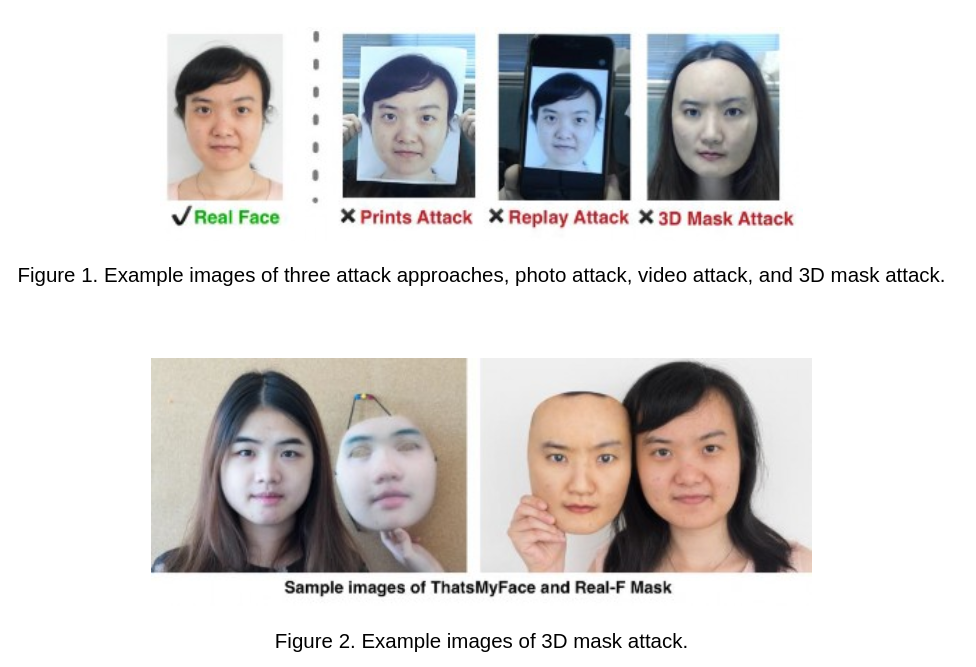 Real Face
Prints Attack
Replay Attack
3D Mask Attack
Figure 1. Example images of three attack approaches, photo attack, video attack, and 3D mask attack.
Sample images of ThatsMyFace and Real-F Mask
Figure 2. Example images of 3D mask attack.